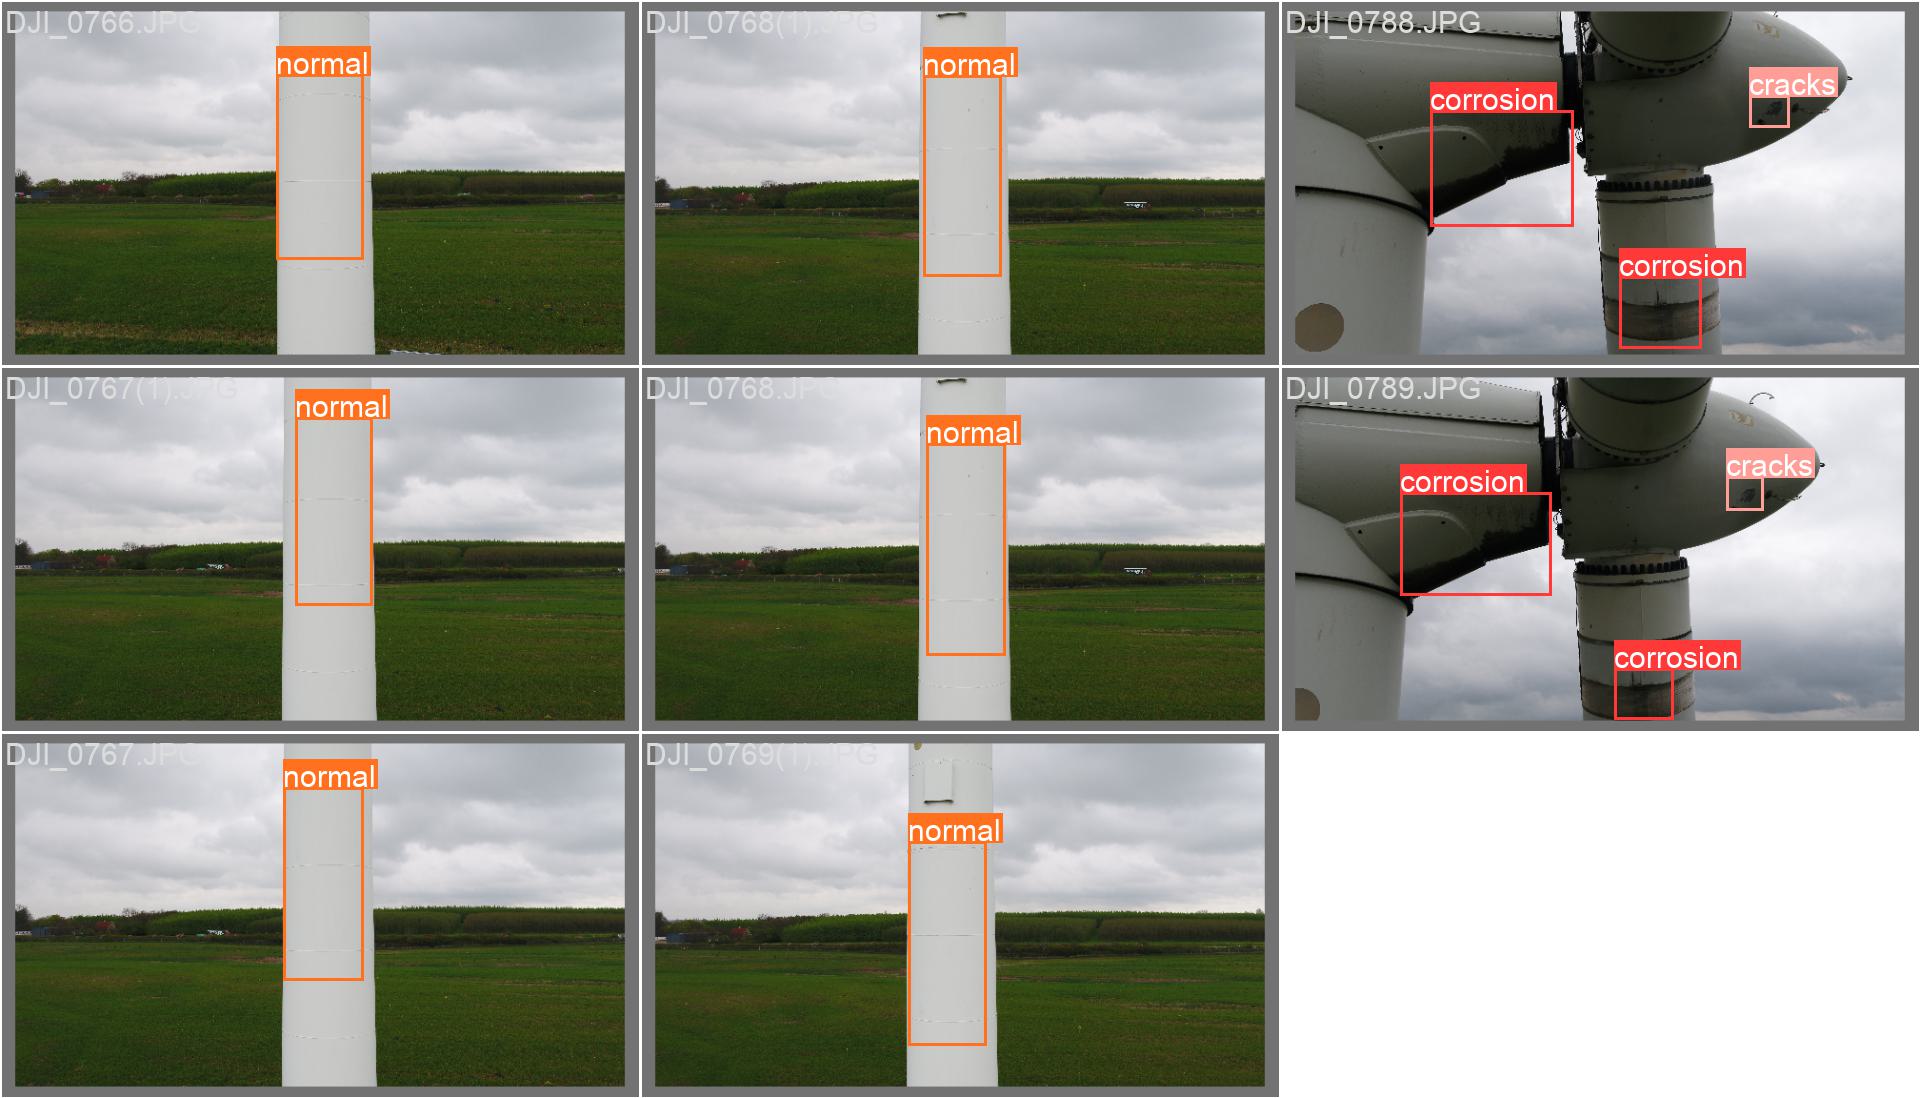 DJI_0766.JPG
normal
DJI_0768(1).JPG
normal
DJI_0788.JPG
cracks
corrosion
corrosion
DJI_0767(1).JPG
normal
DJI_0768.JPG
normal
DJI_0789.JPG
cracks
corrosion
corrosion
DJI_0767.JPG
normal
DJI_0769(1).JPG
normal